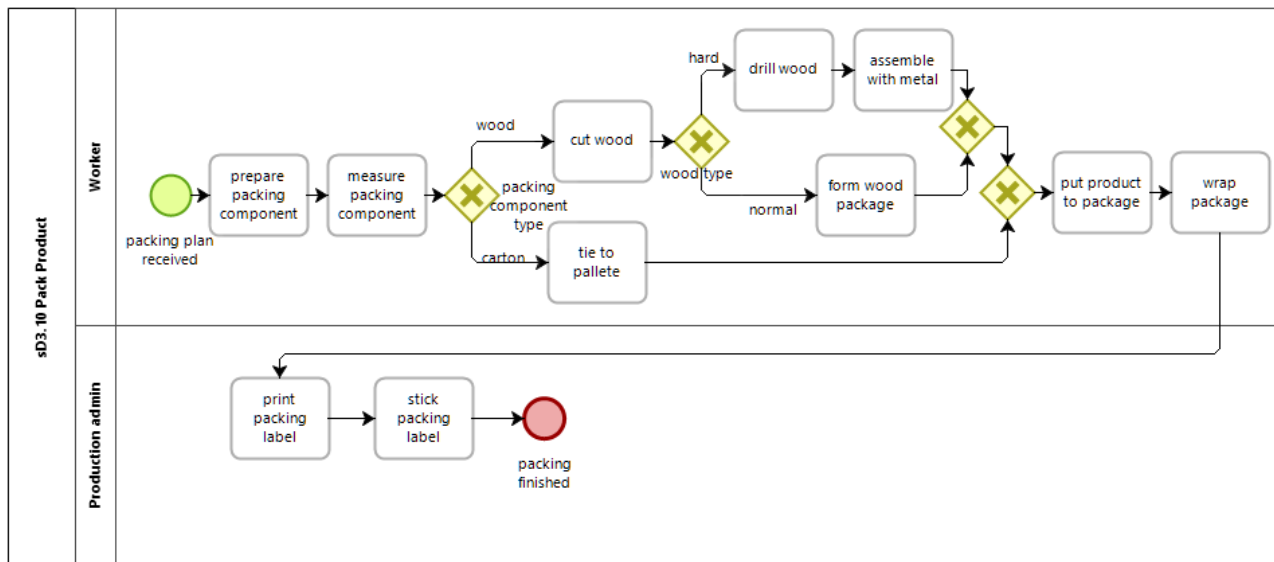 sD3.10 Pack Product
Worker
packing plan
received
prepare
packing
component
measure
packing
component
packing
component
type
wood
carton
cut wood
tie to
pallete
wood type
hard
normal
drill wood
assemble
with metal
form wood
package
put product
to package
wrap
package
Production admin
print
packing
label
stick
packing
label
packing
finished